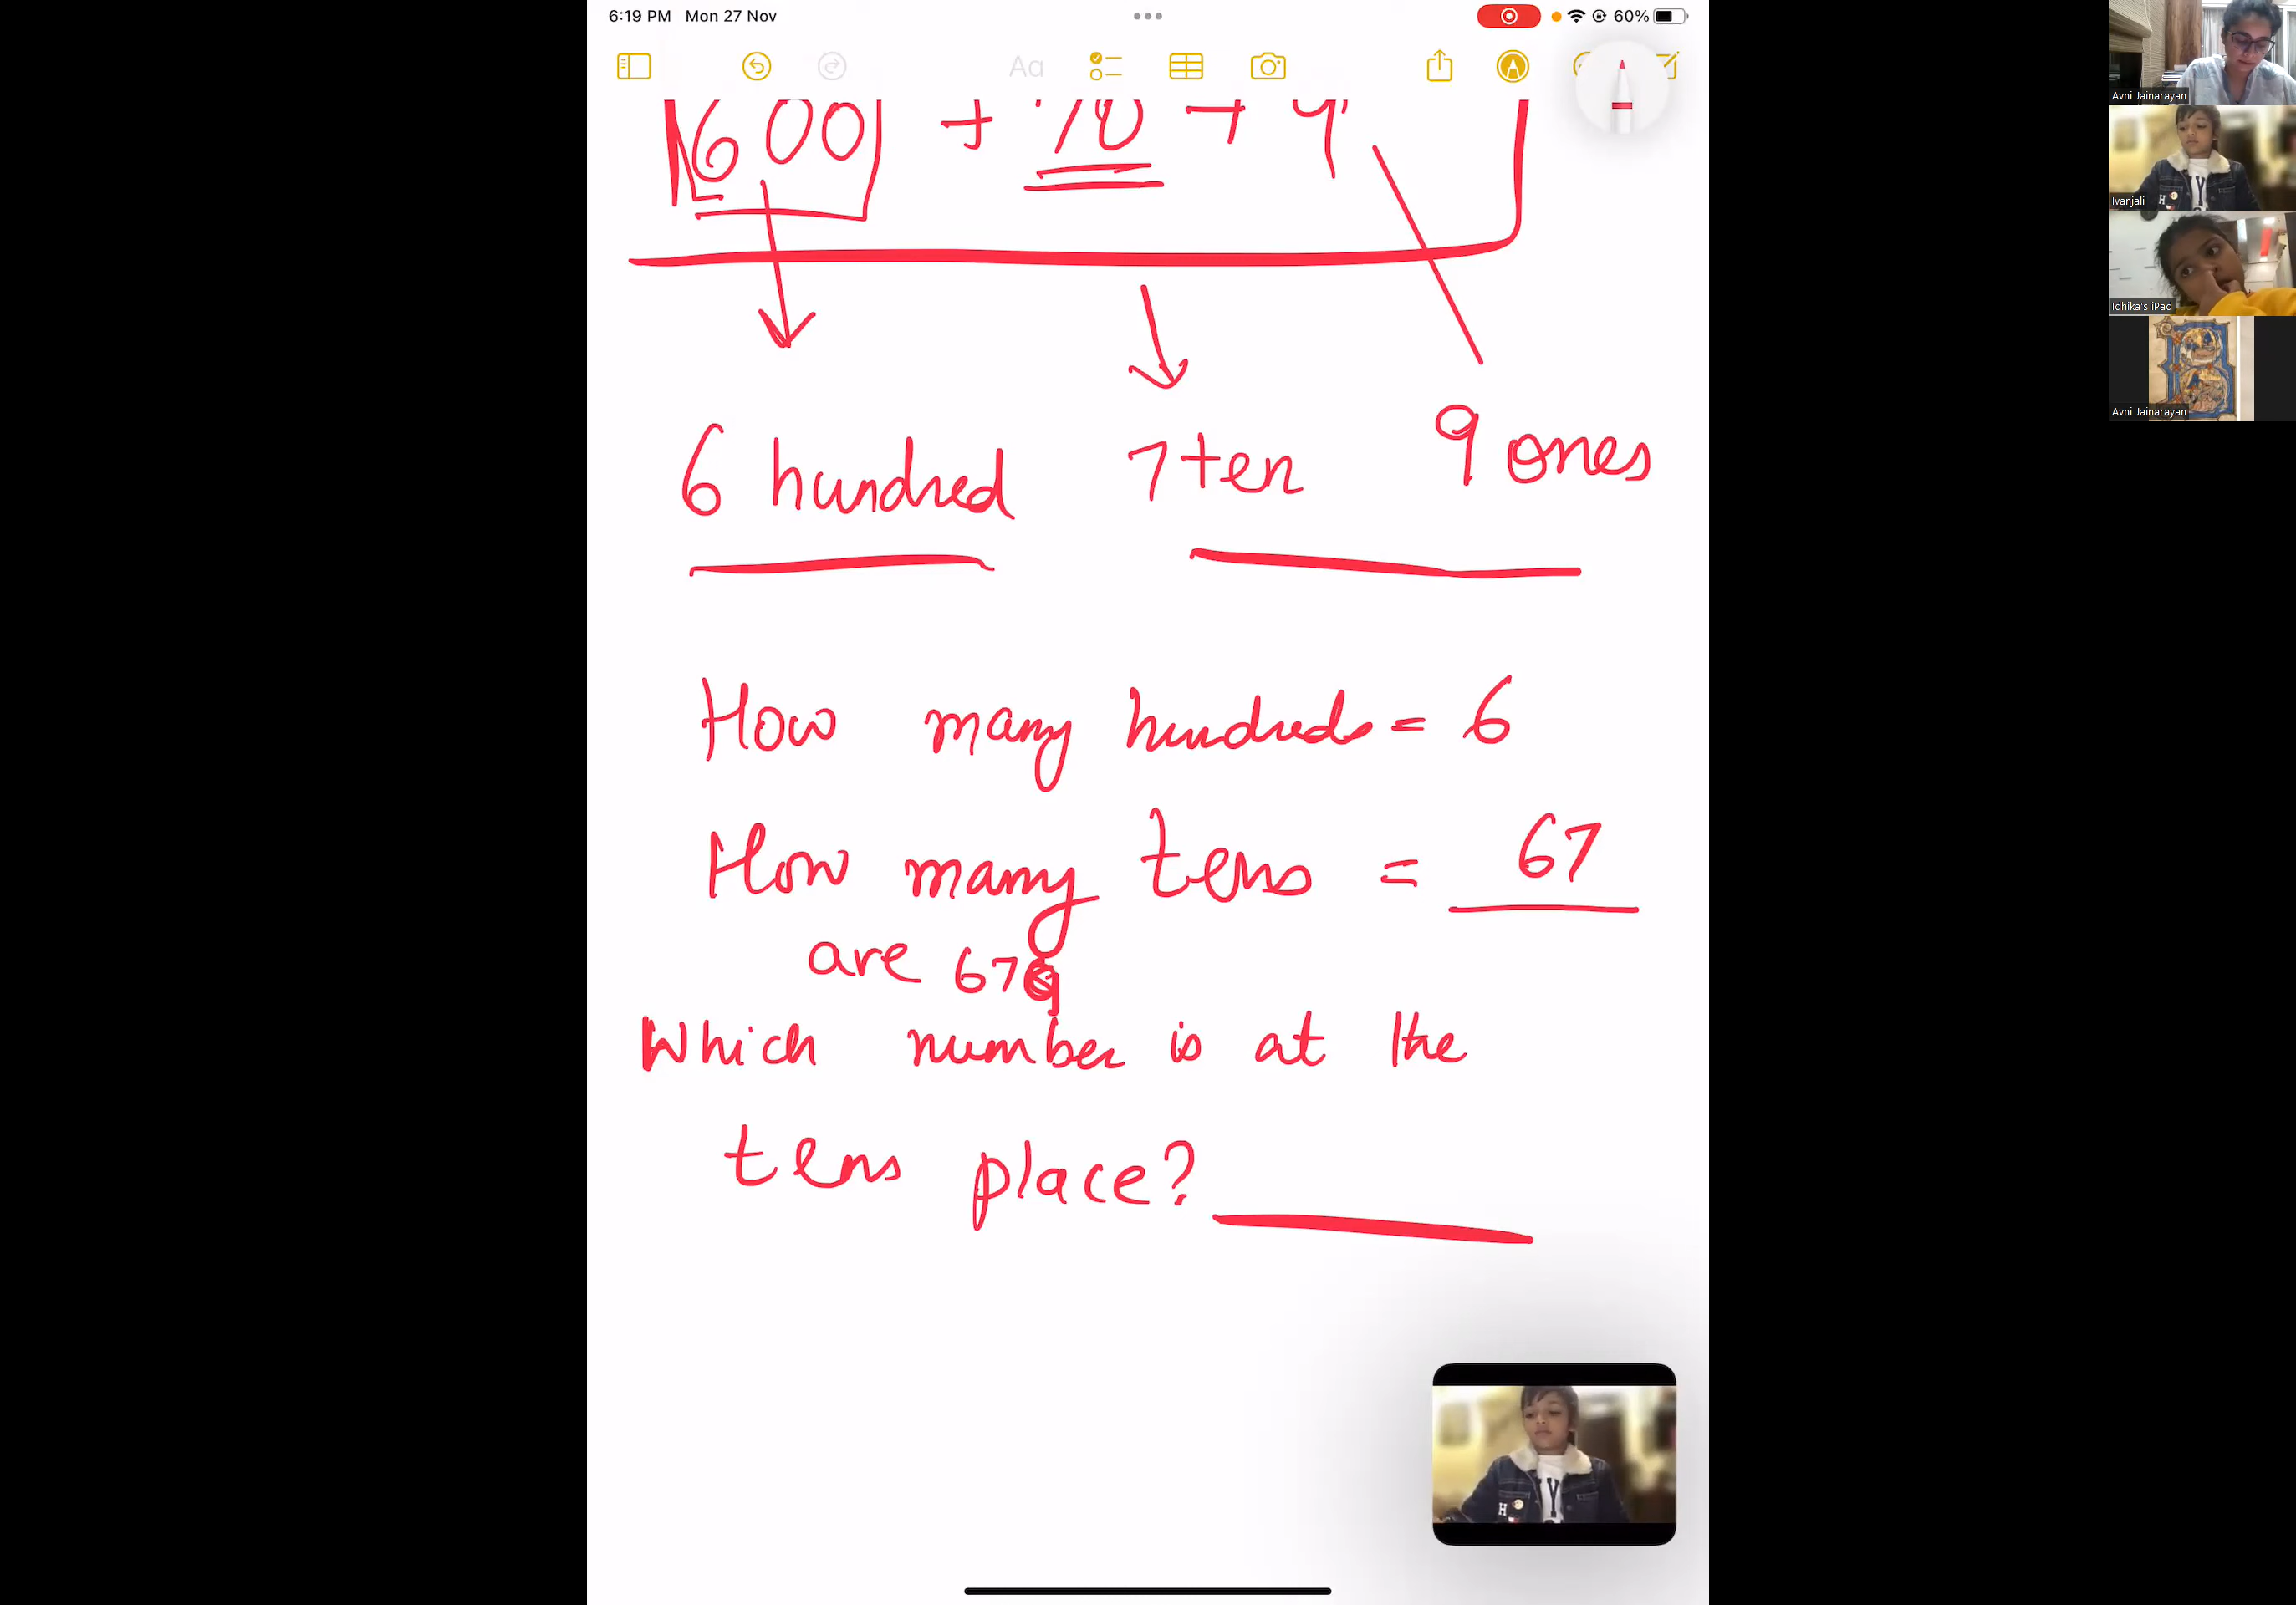 6:19 PM Mon 27 Nov
60%
Aa
600 + 70 + 9
6 hundred 7 ten 9 ones
How many hundreds = 6
How many tens = 67
are 679
Which number is at the
tens place?
Avni Jainarayan
Ivanjali
Idhika's iPad
Avni Jainarayan